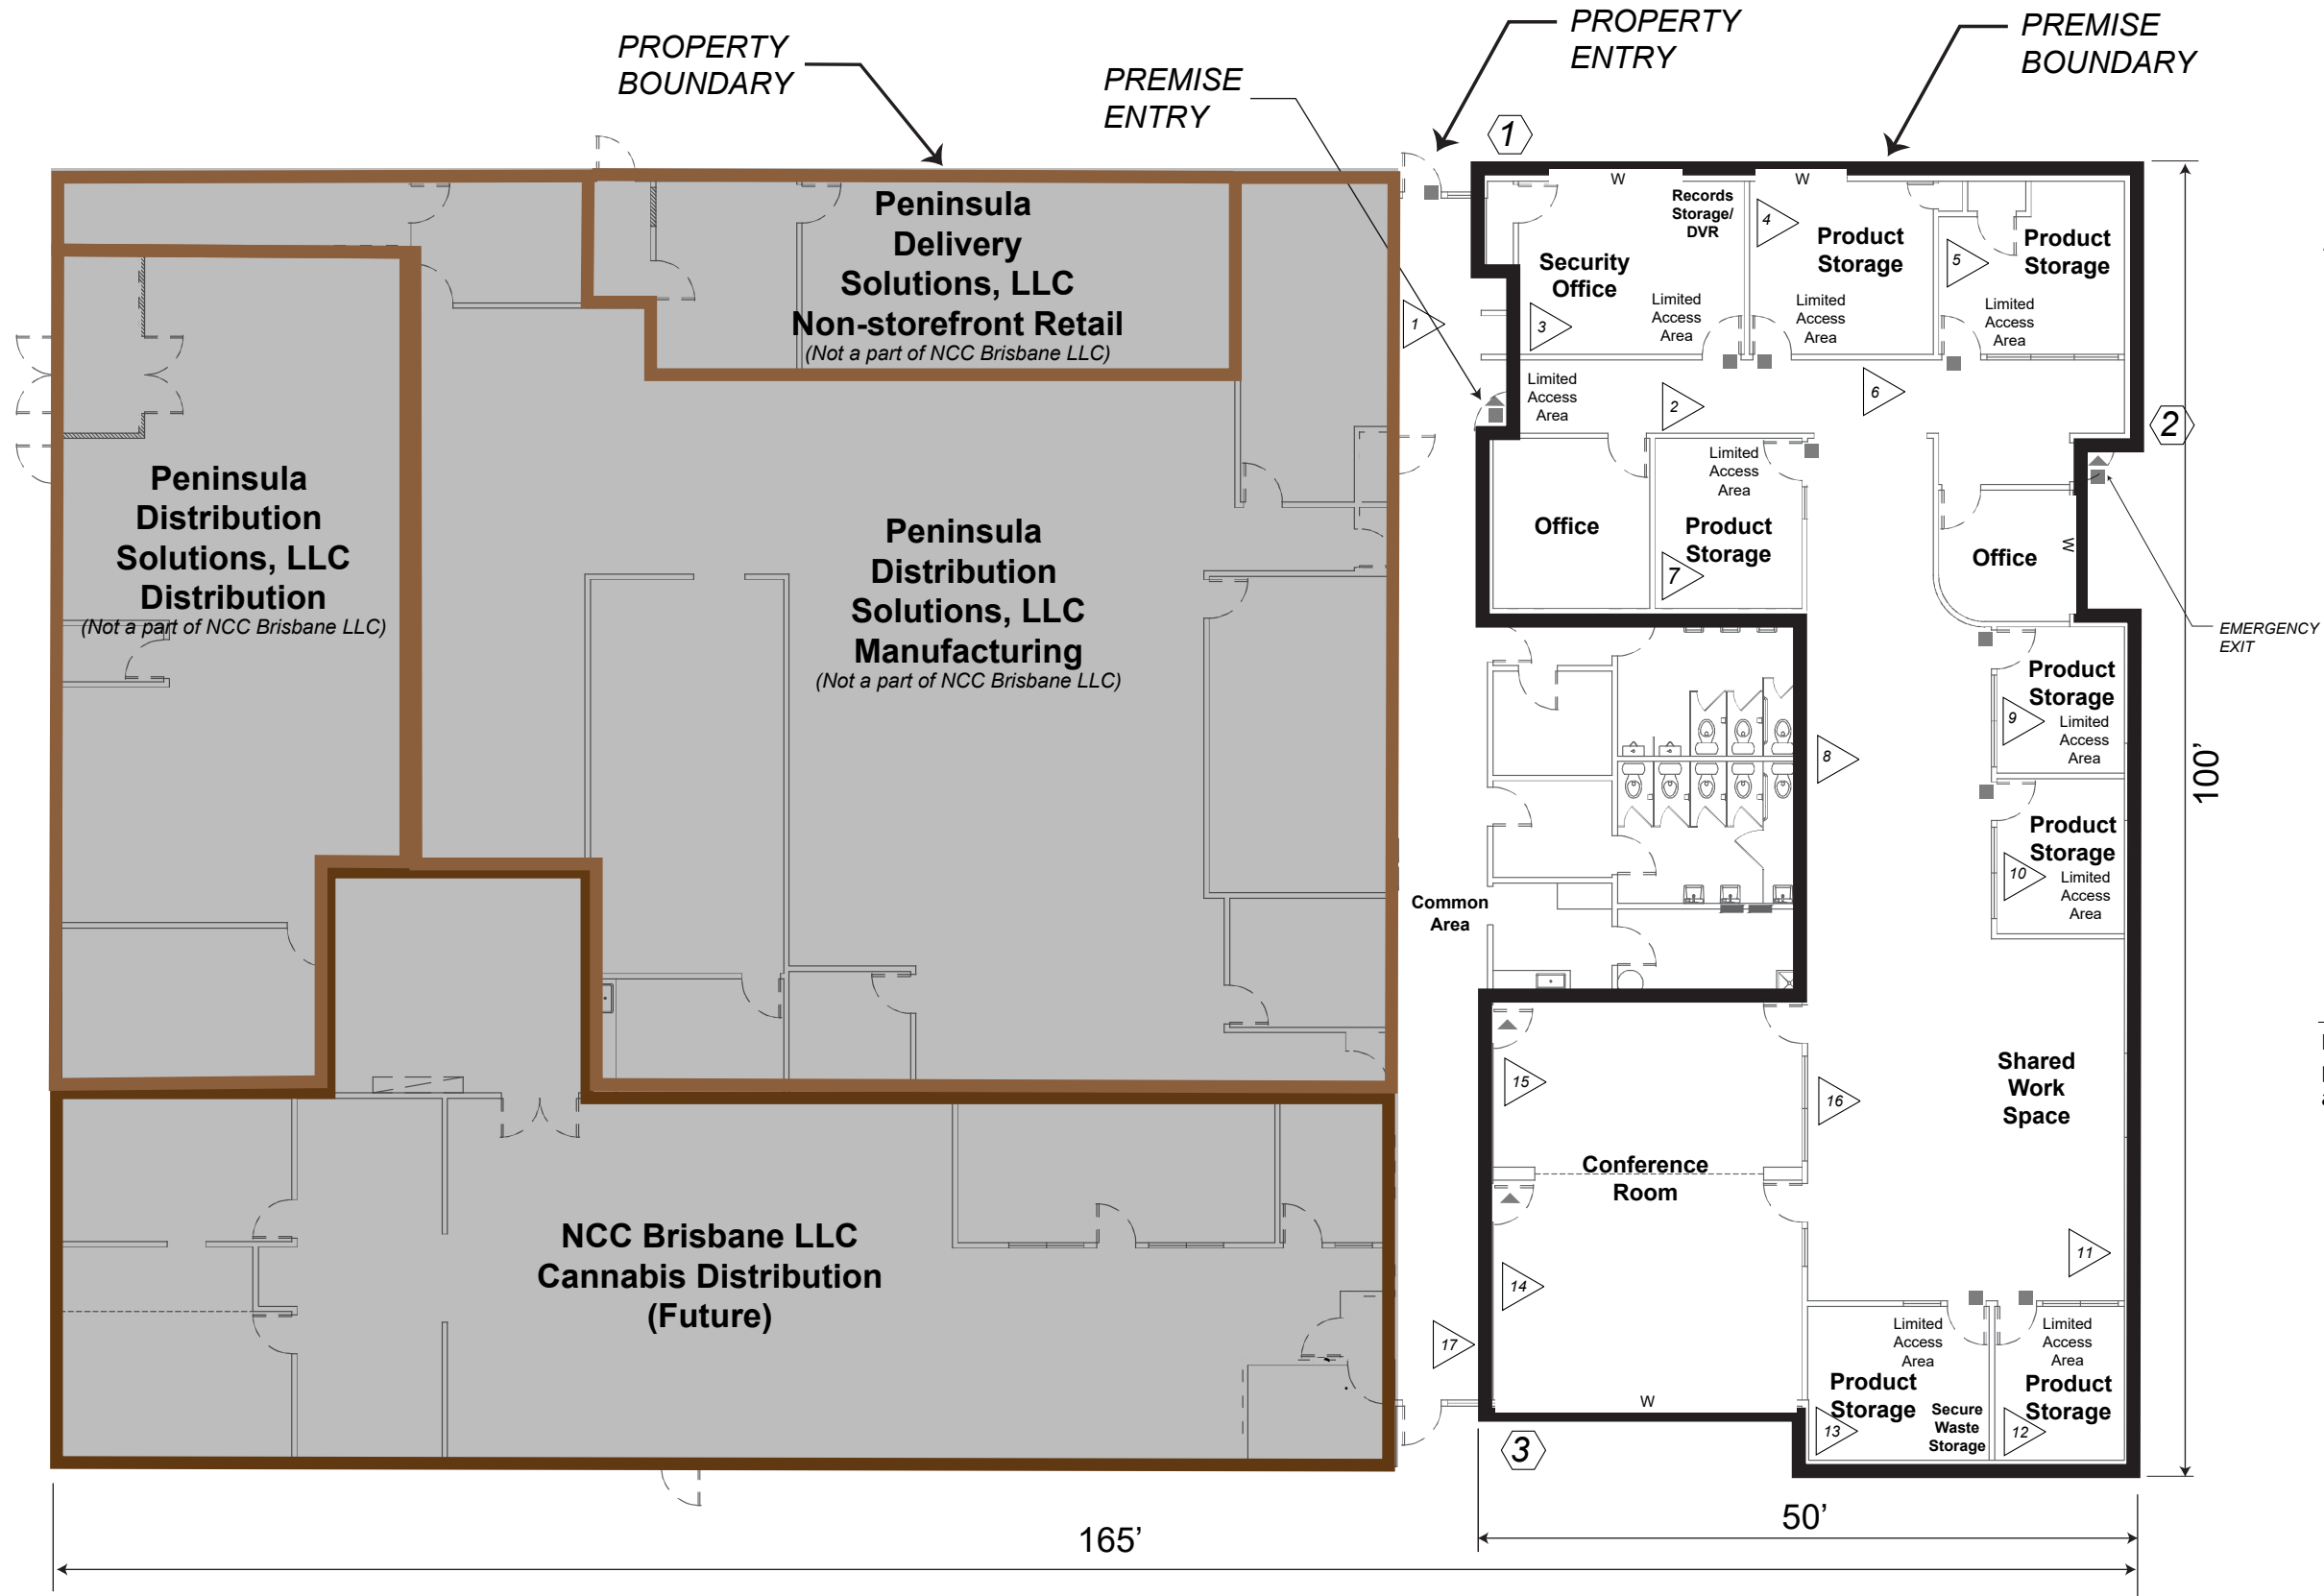 PROPERTY
BOUNDARY
PREMISE
ENTRY
PROPERTY
ENTRY
PREMISE
BOUNDARY
1
Peninsula
Delivery
Solutions, LLC
Non-storefront Retail
(Not a part of NCC Brisbane LLC)
W
Records
Storage/
DVR
W
4
Product
Storage
5
Product
Storage
Security
Office
Limited
Access
Area
Limited
Access
Area
Limited
Access
Area
1
3
Limited
Access
Area
2
6
2
Peninsula
Distribution
Solutions, LLC
Distribution
(Not a part of NCC Brisbane LLC)
Peninsula
Distribution
Solutions, LLC
Manufacturing
(Not a part of NCC Brisbane LLC)
Limited
Access
Area
Office
Product
Storage
7
Office
W
EMERGENCY
EXIT
Product
Storage
9
Limited
Access
Area
8
100’
Product
Storage
10
Limited
Access
Area
Common
Area
15
16
Shared
Work
Space
Conference
Room
14
11
17
NCC Brisbane LLC
Cannabis Distribution
(Future)
Limited
Access
Area
Product
Storage
13
Secure
Waste
Storage
Limited
Access
Area
Product
Storage
12
W
3
50’
165’